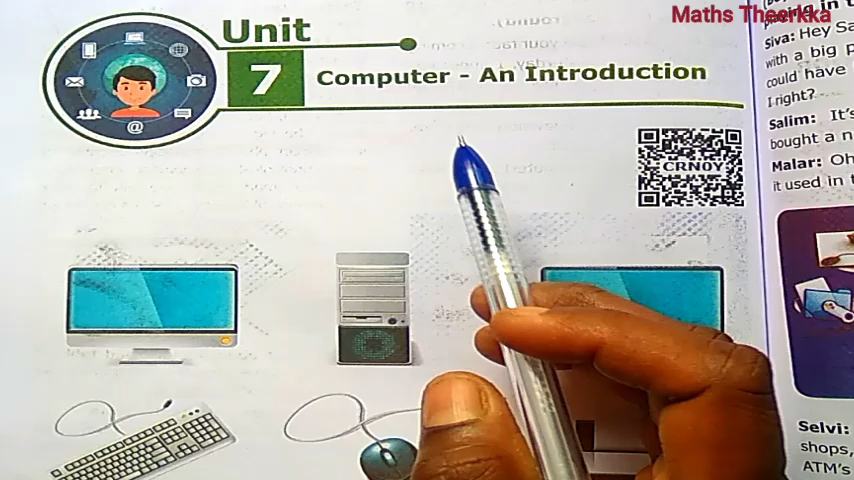 Maths Theerkka
Unit
7
Computer - An Introduction
CRN0Y
Siva: Hey Sa
with a big p
could have
I right?
Salim: It's
bought a n
Malar: Oh
it used in t
Selvi:
shops,
ATM's